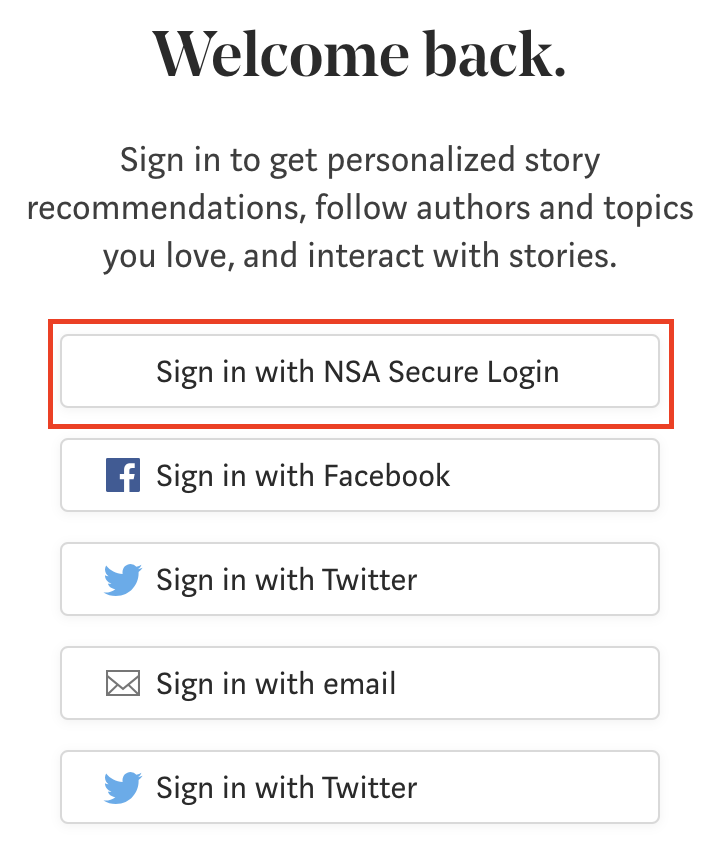 Welcome back.
Sign in to get personalized story
recommendations, follow authors and topics
you love, and interact with stories.
Sign in with NSA Secure Login
Sign in with Facebook
Sign in with Twitter
Sign in with email
Sign in with Twitter